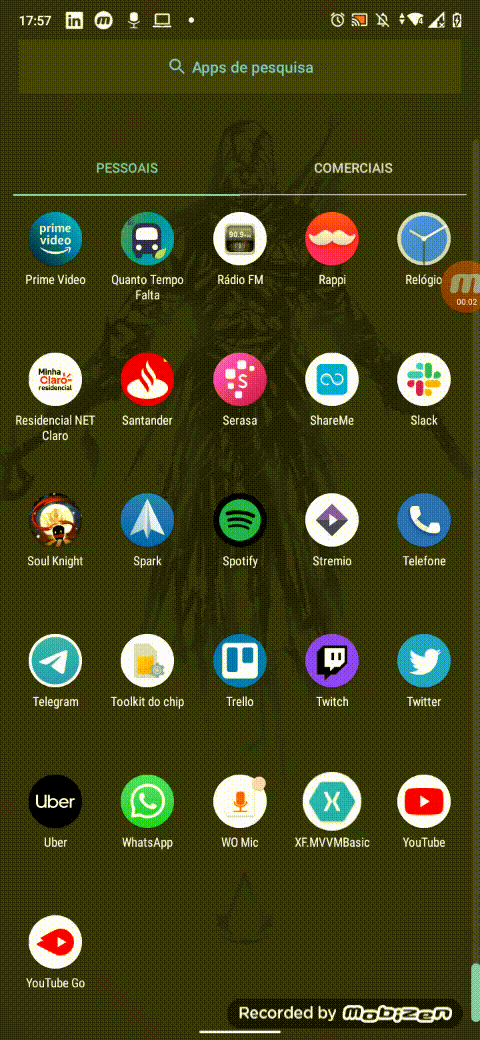 17:57
Apps de pesquisa
PESSOAIS
COMERCIAIS
prime video
90.9
Minha
Claro-
residencial
Prime Video
Quanto Tempo
Falta
Rádio FM
Rappi
Relógio
00:02
Residencial NET
Claro
Santander
Serasa
ShareMe
Slack
Soul Knight
Spark
Spotify
Stremio
Telefone
Telegram
Toolkit do chip
Trello
Twitch
Twitter
Uber
Uber
WhatsApp
WO Mic
XF.MVVMBasic
YouTube
YouTube Go
Recorded by Mobizen